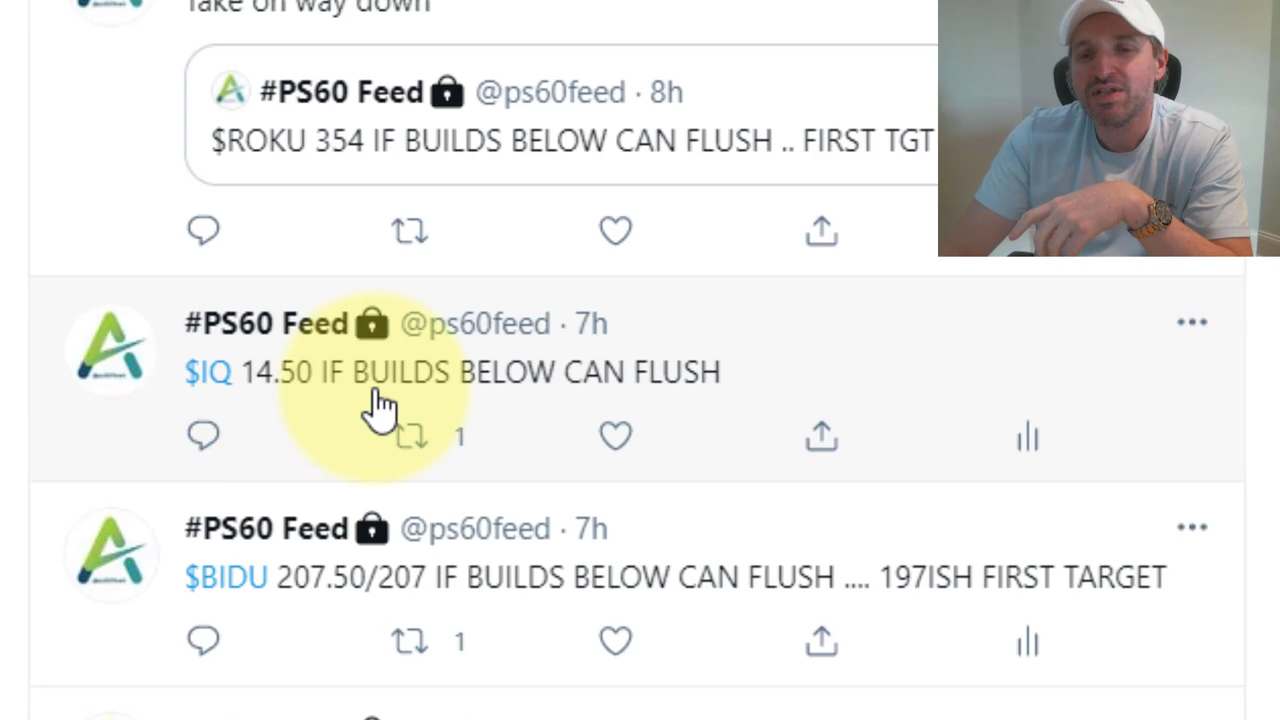 Take on way down
#PS60 Feed @ps60feed · 8h
$ROKU 354 IF BUILDS BELOW CAN FLUSH .. FIRST TGT
#PS60 Feed @ps60feed · 7h
$IQ 14.50 IF BUILDS BELOW CAN FLUSH
1
#PS60 Feed @ps60feed · 7h
$BIDU 207.50/207 IF BUILDS BELOW CAN FLUSH .... 197ISH FIRST TARGET
1